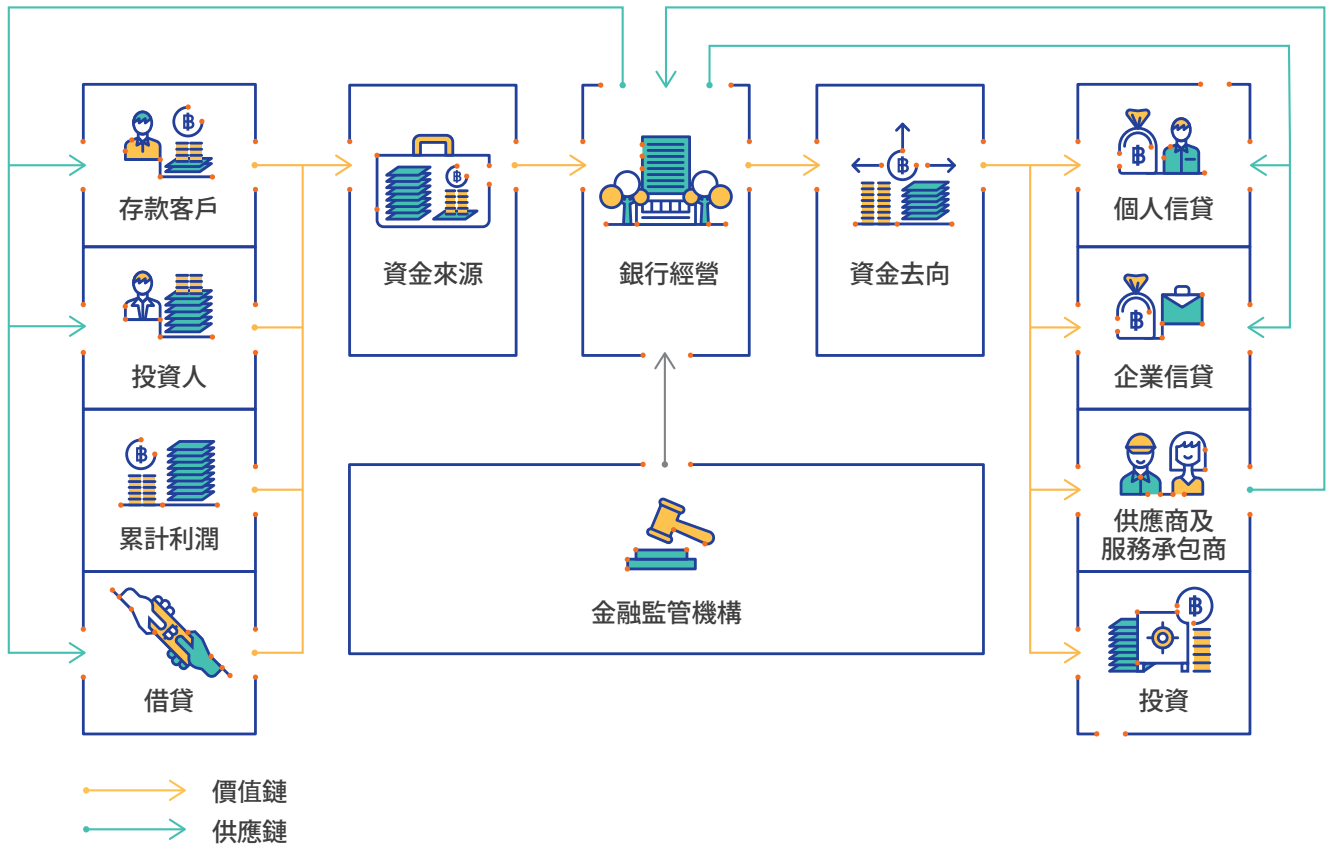 存款客戶
投資人
累計利潤
借貸
資金來源
銀行經營
資金去向
金融監管機構
個人信貸
企業信貸
供應商及
服務承包商
投資
價值鏈
供應鏈